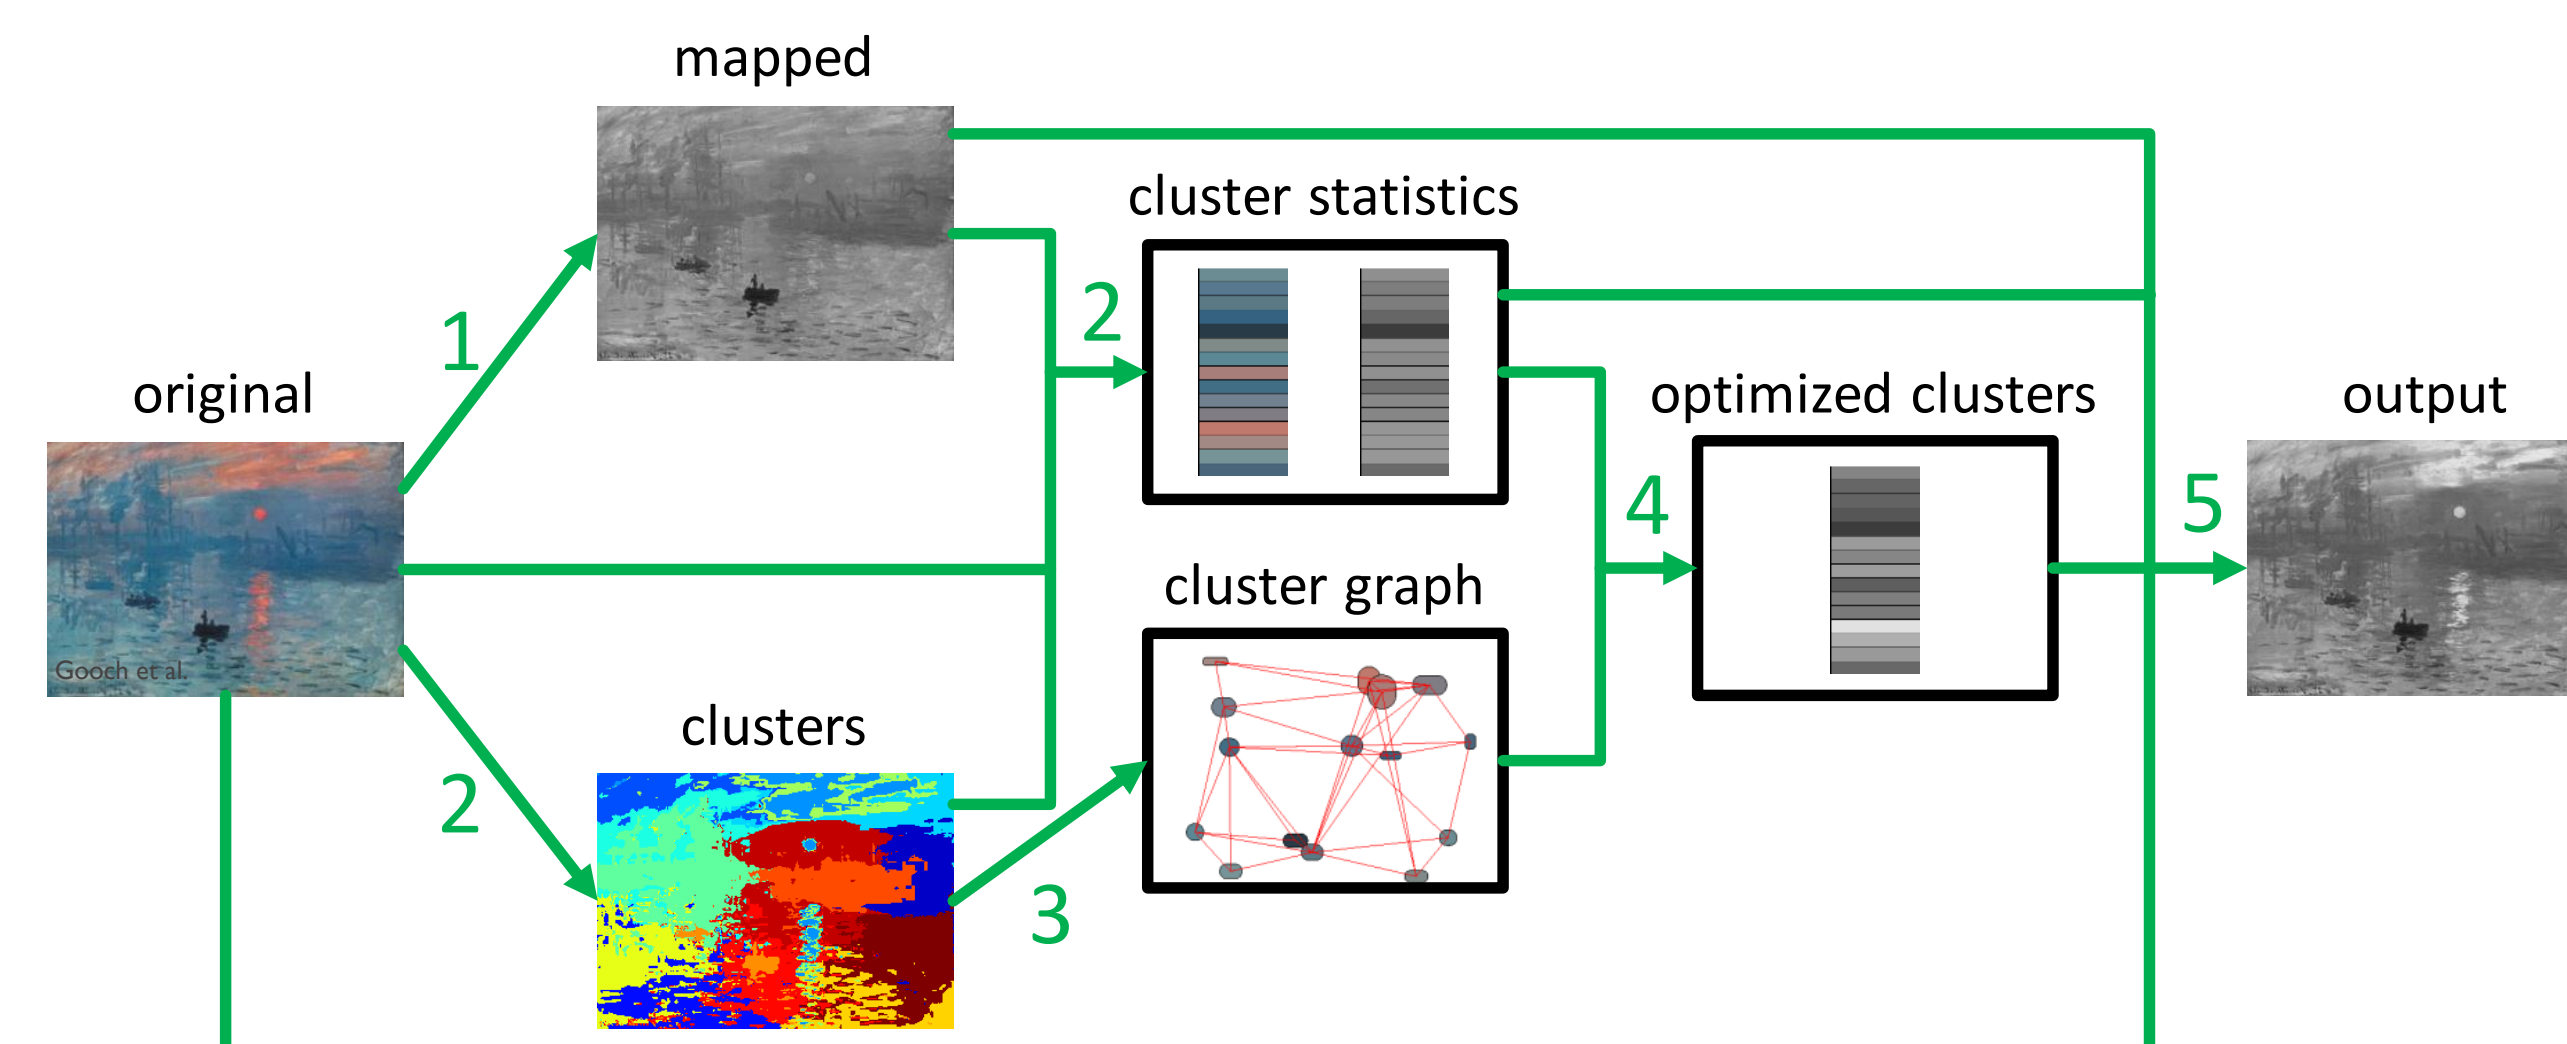 mapped
cluster statistics
2
1
original
optimized clusters
output
Gooch et al.
4
5
cluster graph
clusters
2
3